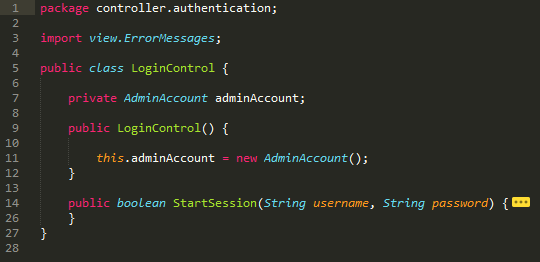 1 package controller.authentication;
2
3 import view.ErrorMessages;
4
5 public class LoginControl {
6
7 private AdminAccount adminAccount;
8
9 public LoginControl() {
10
11 this.adminAccount = new AdminAccount();
12 }
13
14 public boolean StartSession(String username, String password) {•••
26 }
27 }
28